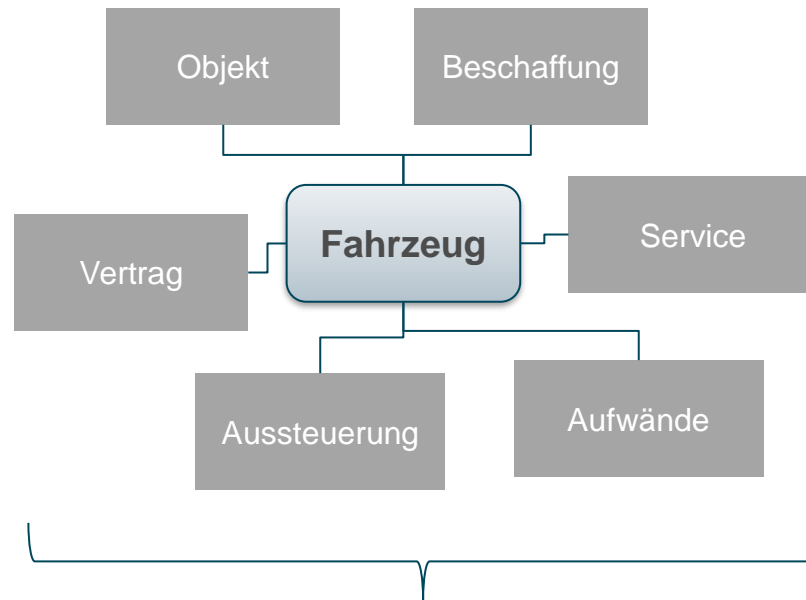 Objekt
Beschaffung
Fahrzeug
Service
Vertrag
Aussteuerung
Aufwände